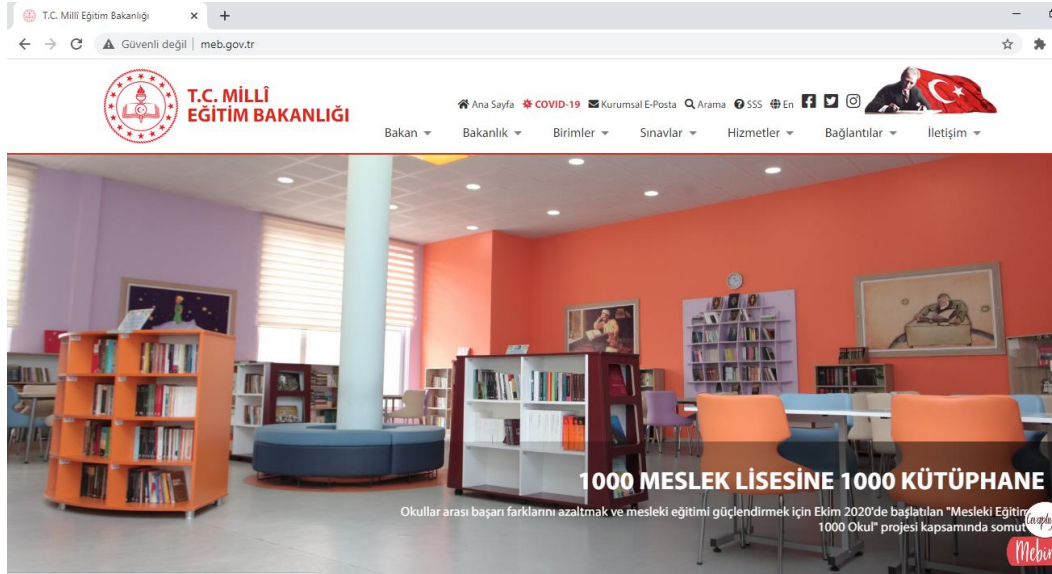 T.C. Millî Eğitim Bakanlığı
Güvenli değil | meb.gov.tr
T.C. MİLLÎ
EĞİTİM BAKANLIĞI
Ana Sayfa COVID-19 Kurumsal E-Posta Arama SSS En
Bakan Bakanlık Birimler Sınavlar Hizmetler Bağlantılar İletişim
1000 MESLEK LİSESİNE 1000 KÜTÜPHANE
Okullar arası başarı farklarını azaltmak ve mesleki eğitimi güçlendirmek için Ekim 2020'de başlatılan "Mesleki Eğitim
1000 Okul" projesi kapsamında somut